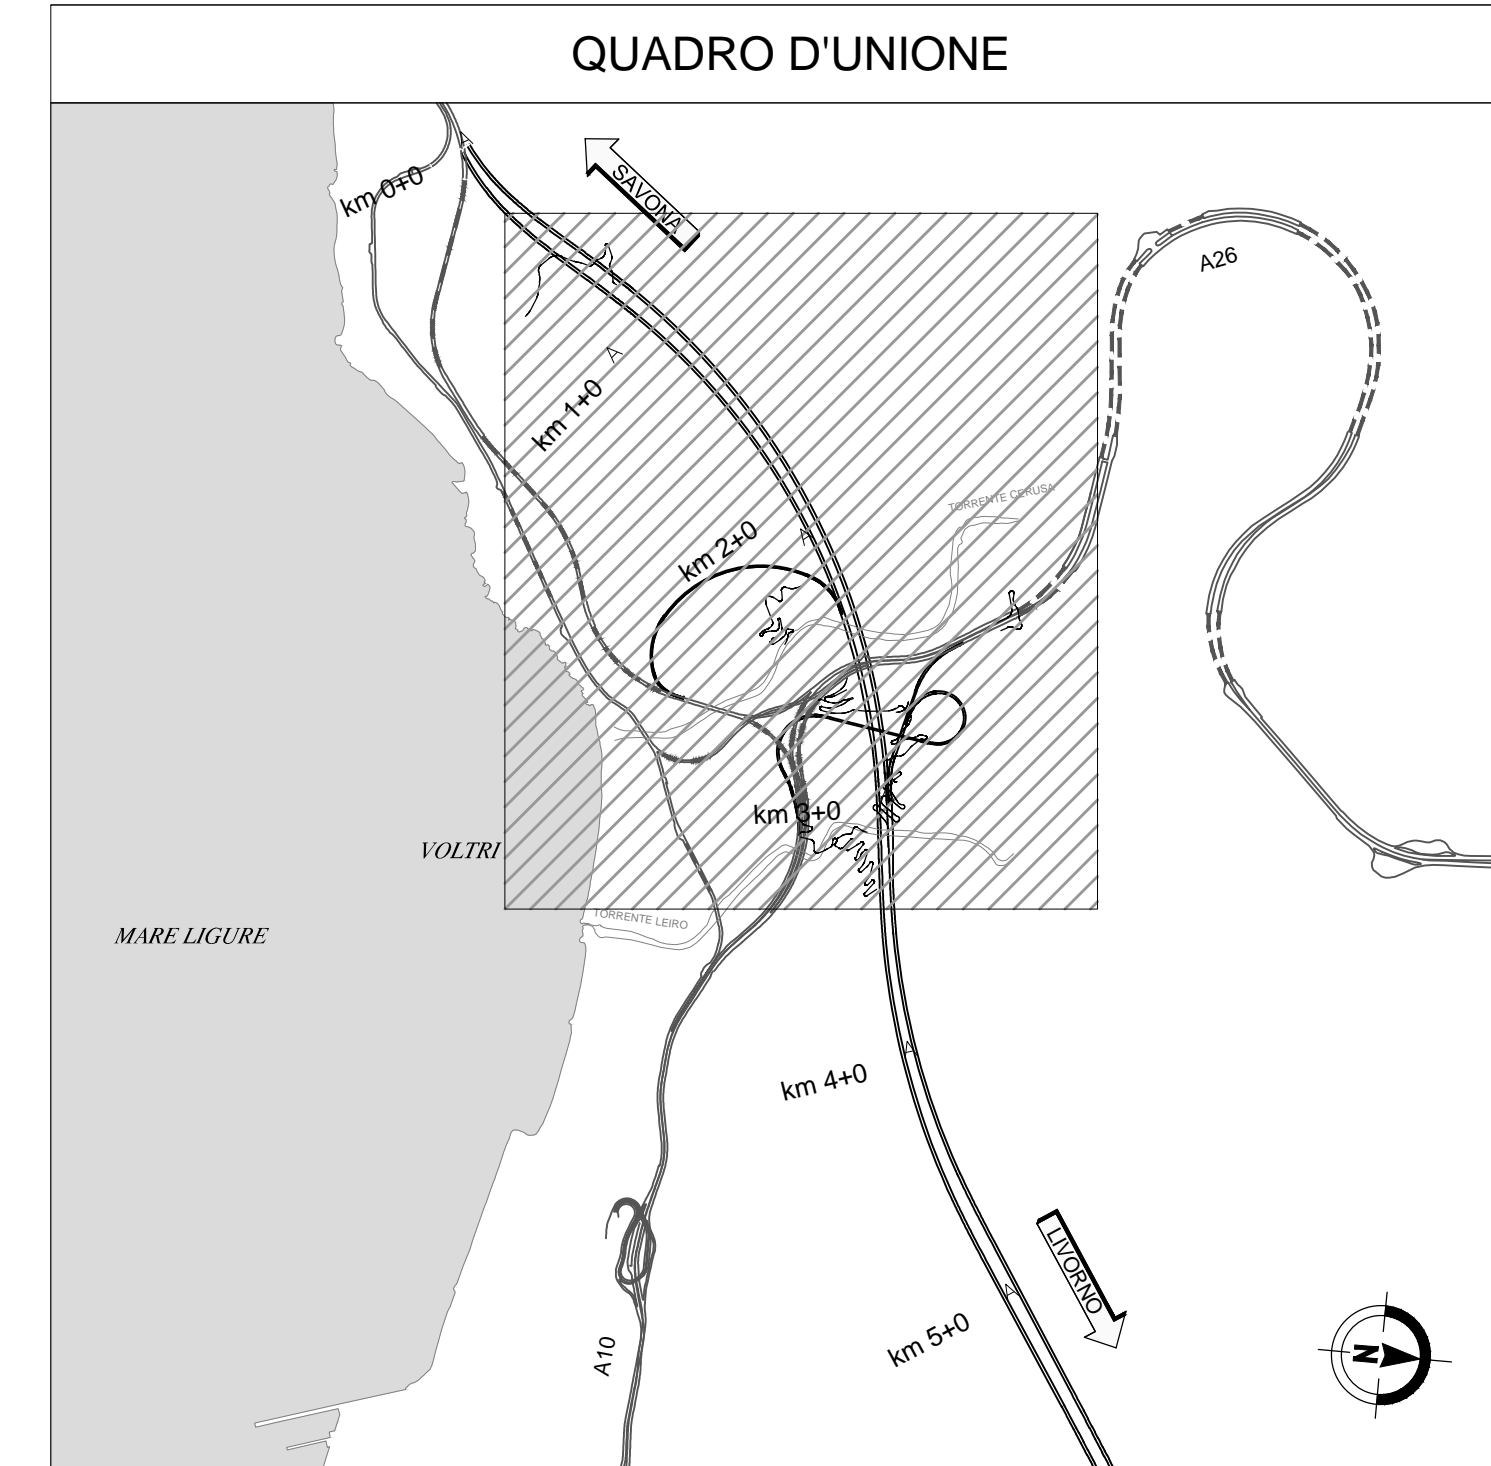 QUADRO D'UNIONE
km 0+0
SAVONA
A
A26
A
km 1+0
TORRENTE CERUSA
A
km 2+0
km 3+0
VOLTRI
TORRENTE LEIRO
MARE LIGURE
A
km 4+0
LIVORNO
A
km 5+0
A10
N